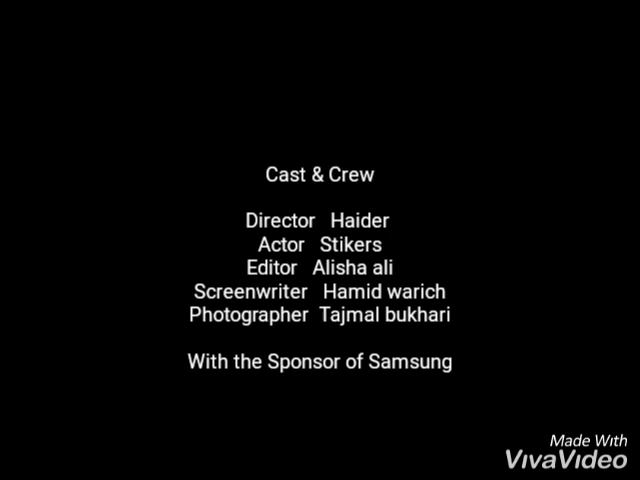 Cast & Crew
Director Haider
Actor Stikers
Editor Alisha ali
Screenwriter Hamid warich
Photographer Tajmal bukhari
With the Sponsor of Samsung
Made With
VivaVideo